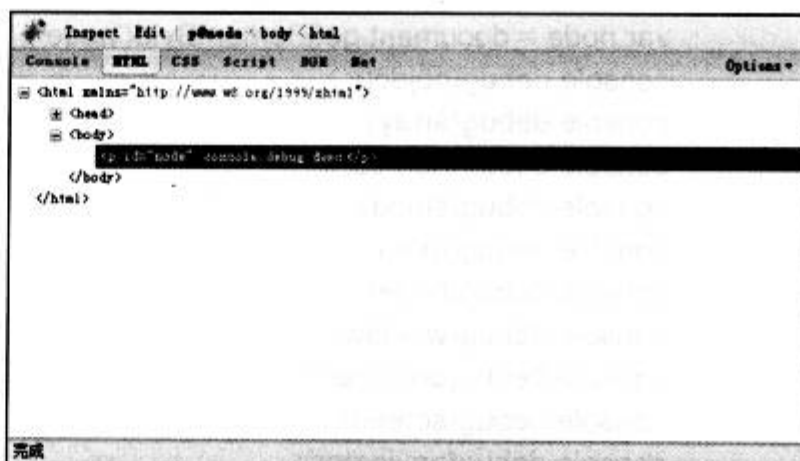 Inspect Edit p#node < body < html
Console HTML CSS Script DOM Net Options
<html xmlns="http://www.w3.org/1999/xhtml">
<head>
<body>
<p id="node" console.debug demo</p>
</body>
</html>
完成